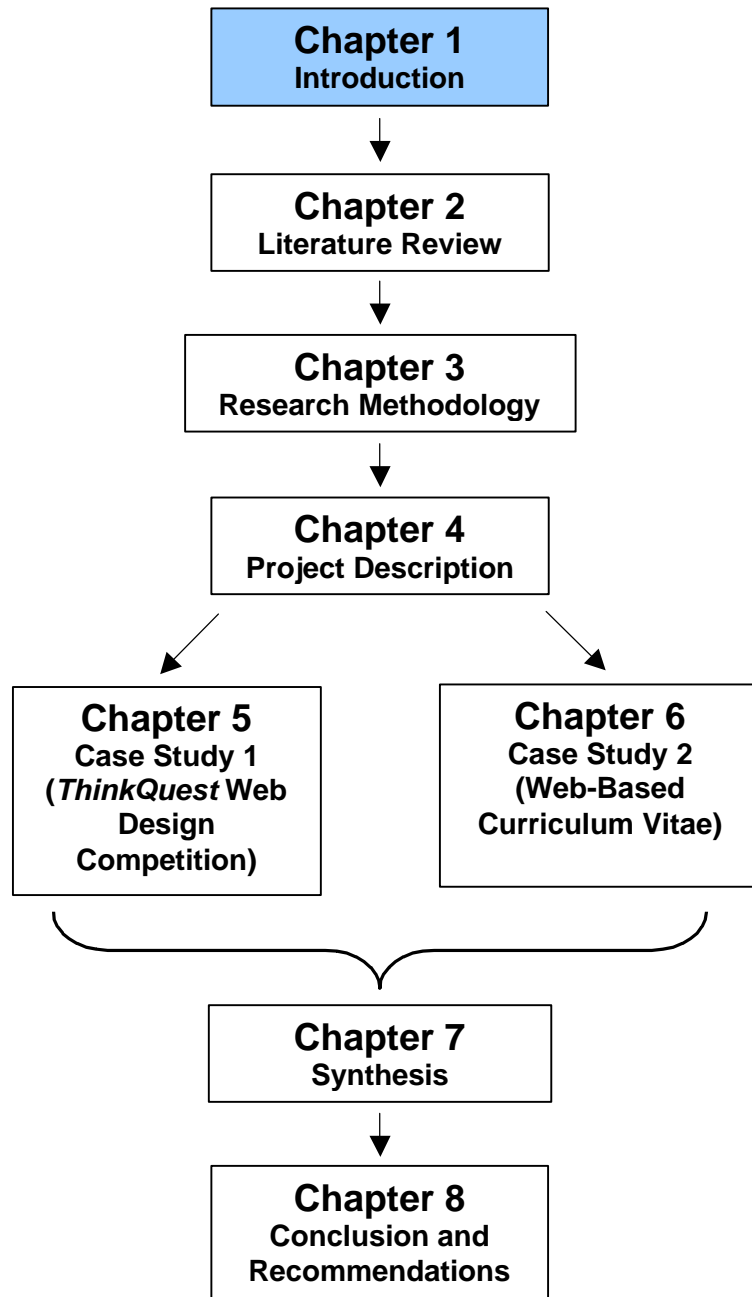 Chapter 1
Introduction
Chapter 2
Literature Review
Chapter 3
Research Methodology
Chapter 4
Project Description
Chapter 5
Case Study 1
(ThinkQuest Web
Design
Competition)
Chapter 6
Case Study 2
(Web-Based
Curriculum Vitae)
Chapter 7
Synthesis
Chapter 8
Conclusion and
Recommendations